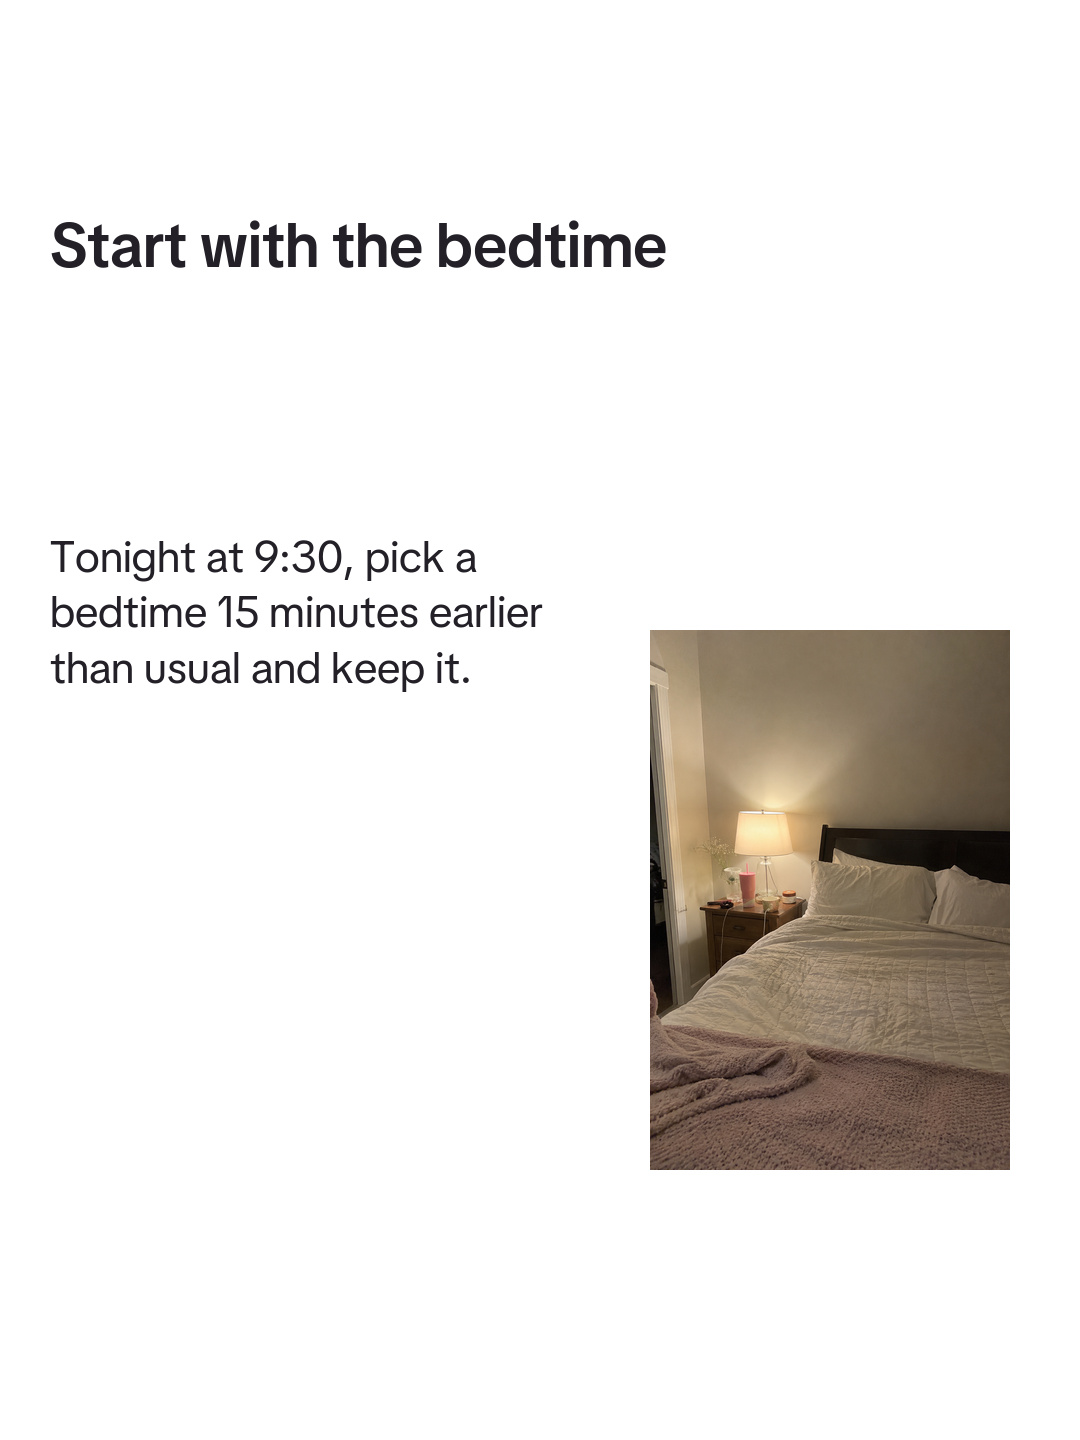 Start with the bedtime
Tonight at 9:30, pick a
bedtime 15 minutes earlier
than usual and keep it.